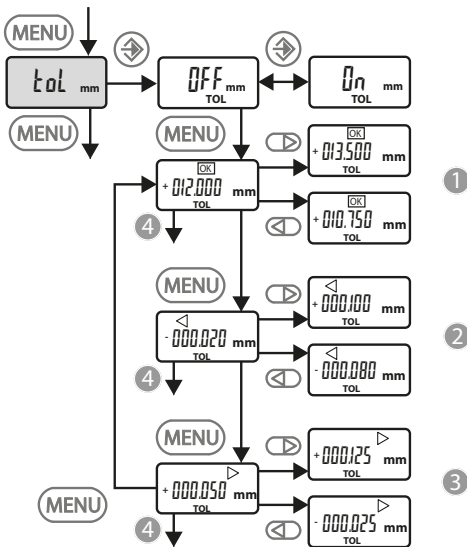 MENU
toL mm
OFF mm
TOL
On mm
TOL
MENU
MENU
OK
+ 013.500 mm
TOL
1
OK
+ 012.000 mm
TOL
OK
+ 010.750 mm
TOL
4
MENU
+ 000.100 mm
TOL
2
- 000.020 mm
TOL
- 000.080 mm
TOL
4
MENU
+ 000.125 mm
TOL
3
+ 000.050 mm
TOL
MENU
- 000.025 mm
TOL
4